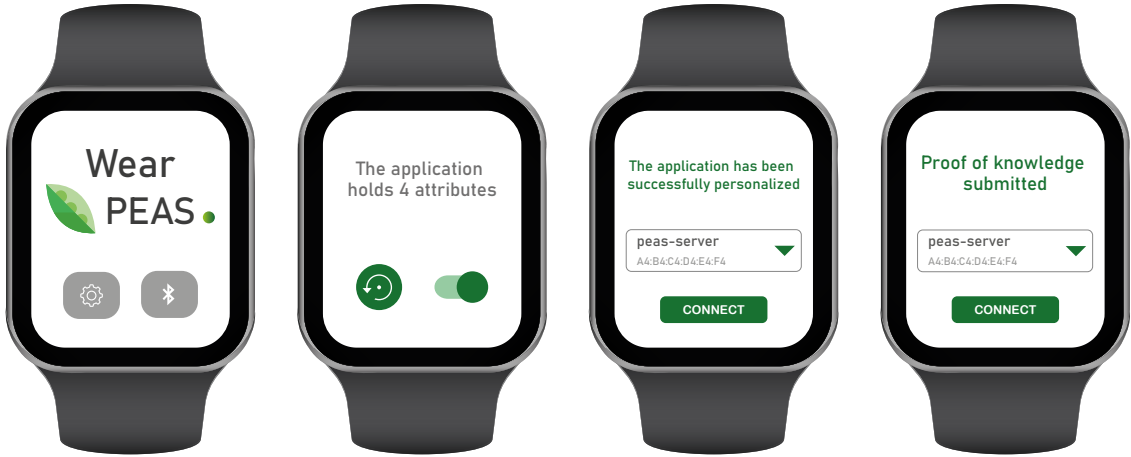 Wear
PEAS
The application
holds 4 attributes
The application has been
successfully personalized
peas-server
A4:B4:C4:D4:E4:F4
CONNECT
Proof of knowledge
submitted
peas-server
A4:B4:C4:D4:E4:F4
CONNECT